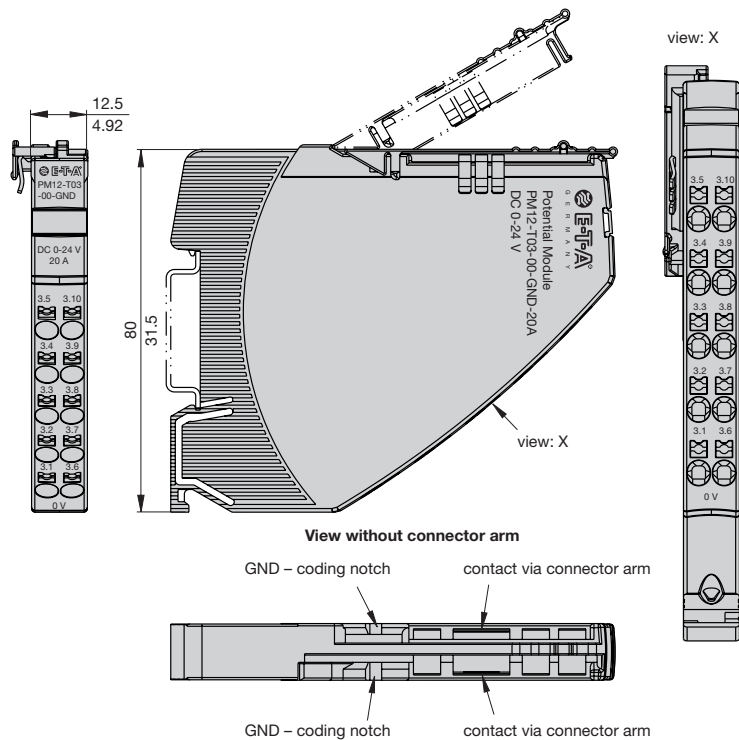 view: X
12.5
4.92
E-T-A
PM12-T03
-00-GND
DC 0-24 V
20 A
3.5 3.10
3.4 3.9
3.3 3.8
3.2 3.7
3.1 3.6
0 V
80
31.5
E-T-A®
GERMANY
Potential Module
PM12-T03-00-GND-20A
DC 0-24 V
view: X
3.5 3.10
3.4 3.9
3.3 3.8
3.2 3.7
3.1 3.6
0 V
View without connector arm
GND – coding notch contact via connector arm
GND – coding notch contact via connector arm